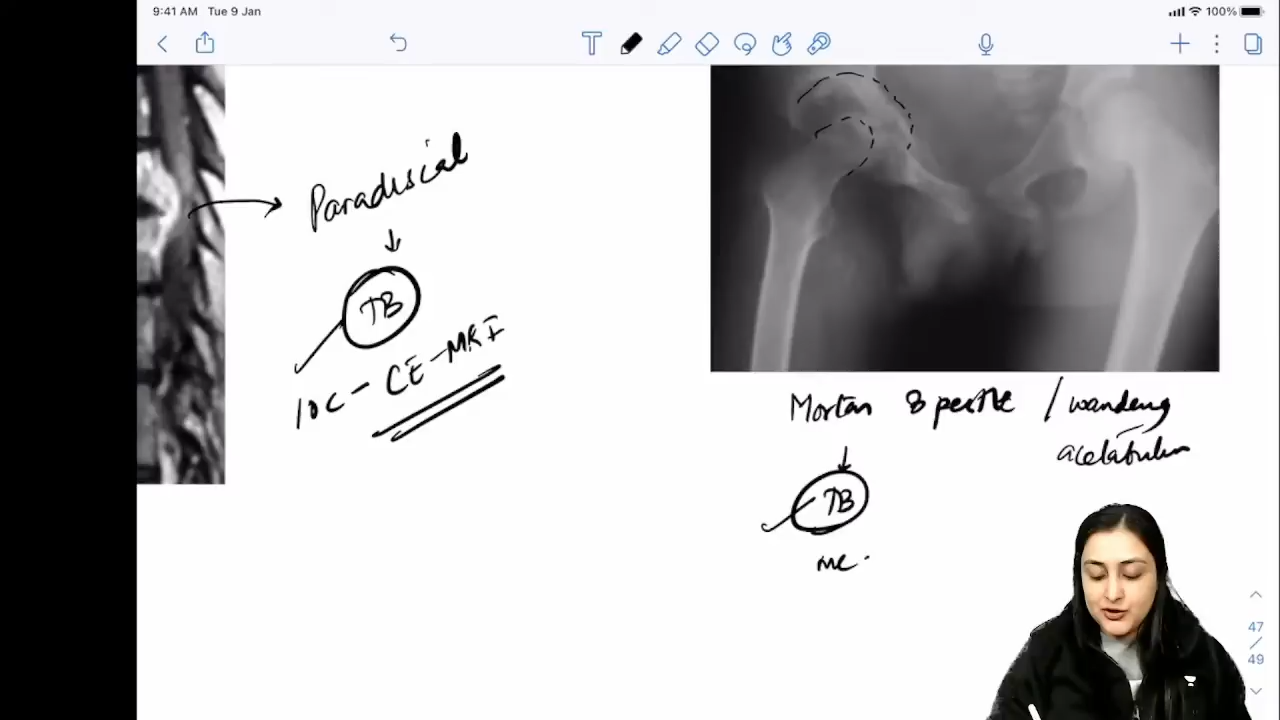 9:41 AM Tue 9 Jan
100%
Paradiscal
TB
IOC - CE-MRI
Mortar & pestle / wandering
acetabulum
TB
MC -
47
49